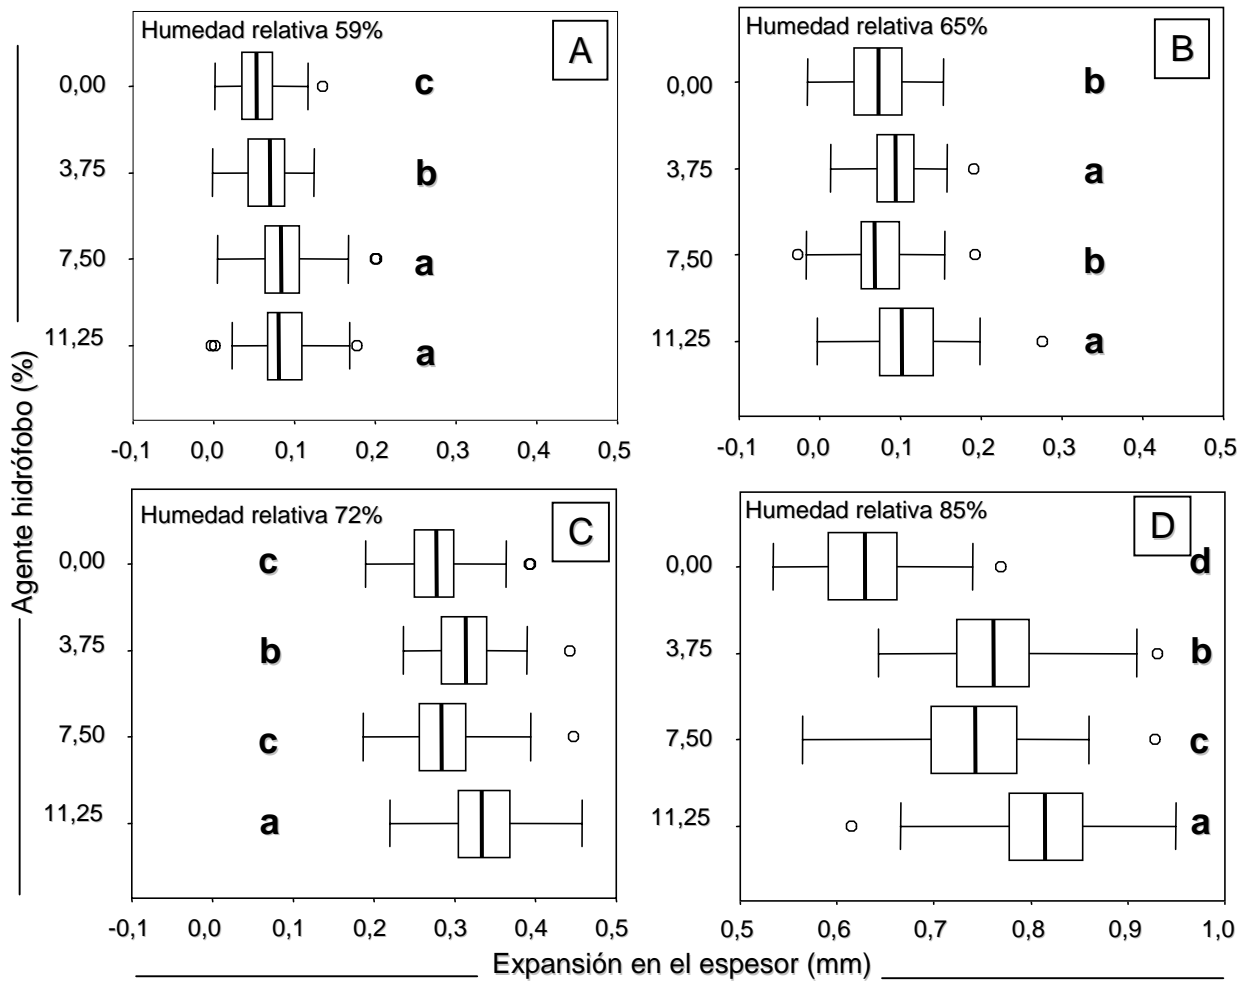 Humedad relativa 59%
A
0,00
c
3,75
b
7,50
a
11,25
a
-0,1 0,0 0,1 0,2 0,3 0,4 0,5
Humedad relativa 65%
B
0,00
b
3,75
a
7,50
b
11,25
a
-0,1 0,0 0,1 0,2 0,3 0,4 0,5
Agente hidrófobo (%)
Humedad relativa 72%
C
0,00
c
3,75
b
7,50
c
11,25
a
-0,1 0,0 0,1 0,2 0,3 0,4 0,5
Humedad relativa 85%
D
0,00
d
3,75
b
7,50
c
11,25
a
0,5 0,6 0,7 0,8 0,9 1,0
Expansión en el espesor (mm)